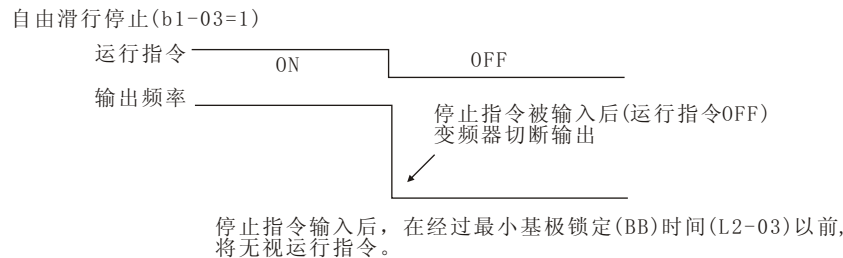 自由滑行停止(b1-03=1)
运行指令
ON
OFF
输出频率
停止指令被输入后(运行指令OFF)
变频器切断输出
停止指令输入后，在经过最小基极锁定(BB)时间(L2-03)以前,
将无视运行指令。